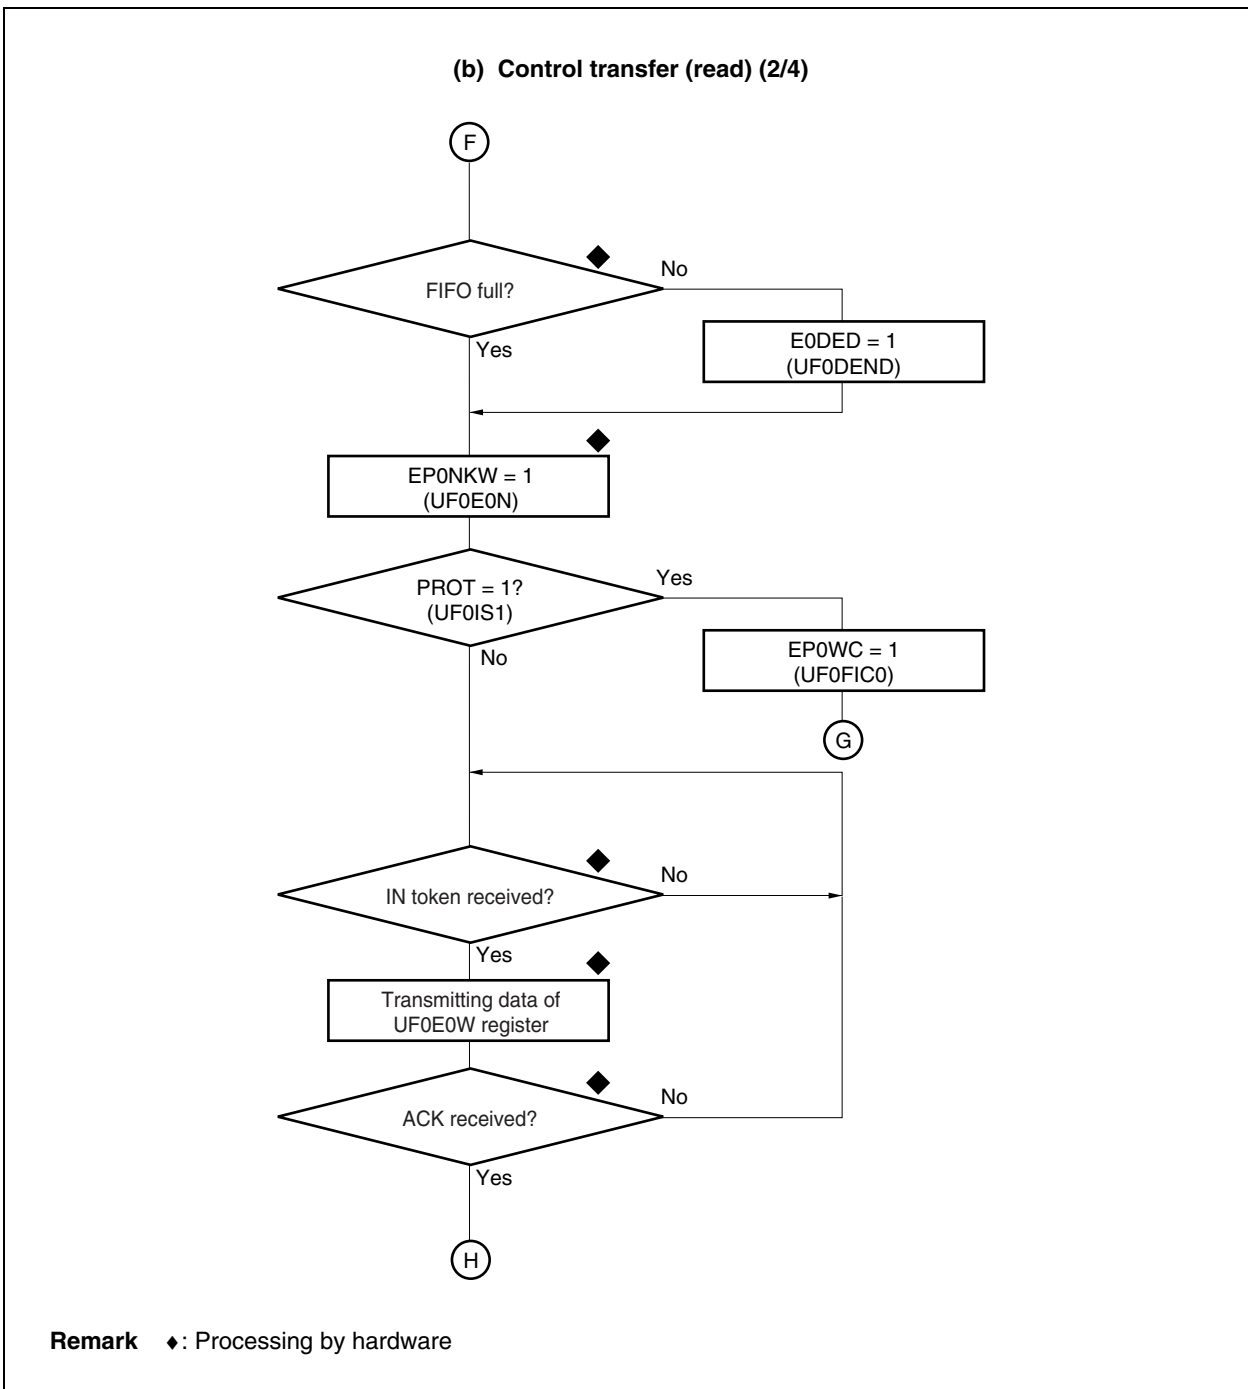 (b) Control transfer (read) (2/4)
F
FIFO full?
No
Yes
E0DED = 1
(UF0DEND)
EP0NKW = 1
(UF0E0N)
PROT = 1?
(UF0IS1)
Yes
No
EP0WC = 1
(UF0FIC0)
G
IN token received?
No
Yes
Transmitting data of
UF0E0W register
ACK received?
No
Yes
H
Remark ♦: Processing by hardware